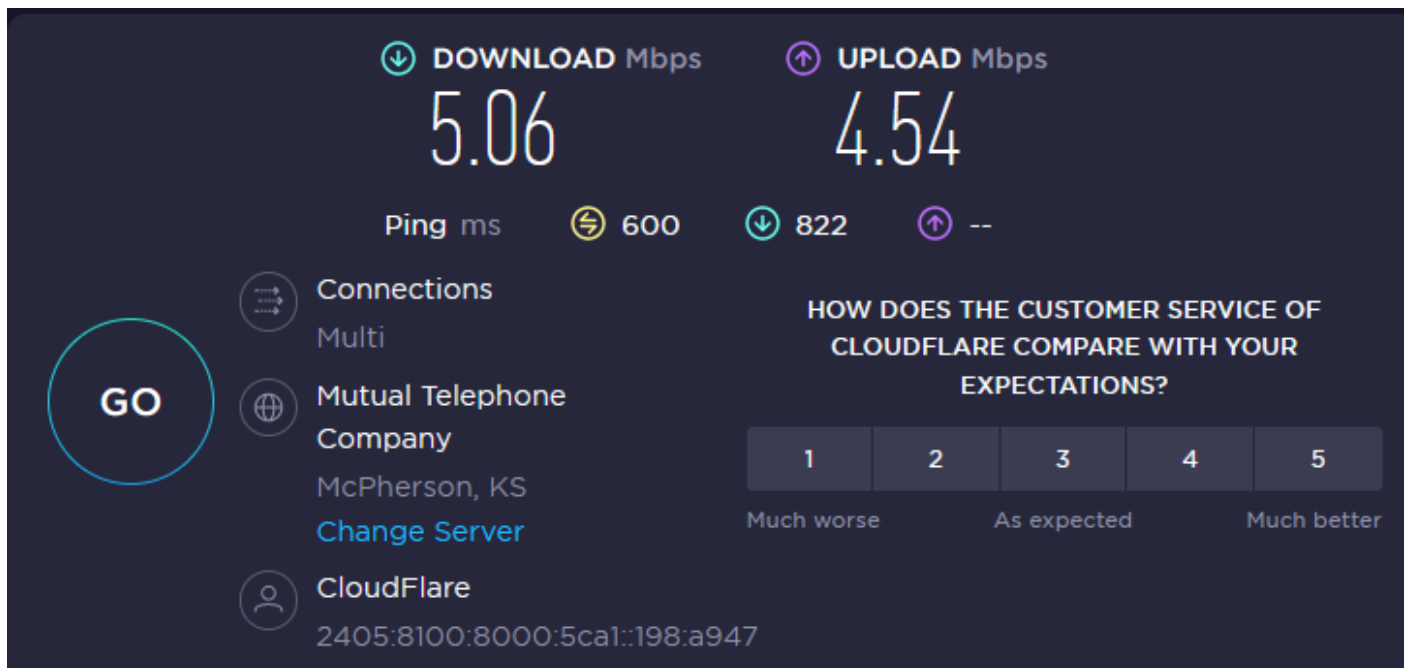 DOWNLOAD Mbps
5.06
UPLOAD Mbps
4.54
Ping ms 600 822 --
GO
Connections
Multi
Mutual Telephone
Company
McPherson, KS
Change Server
CloudFlare
2405:8100:8000:5ca1::198:a947
HOW DOES THE CUSTOMER SERVICE OF
CLOUDFLARE COMPARE WITH YOUR
EXPECTATIONS?
1 2 3 4 5
Much worse As expected Much better